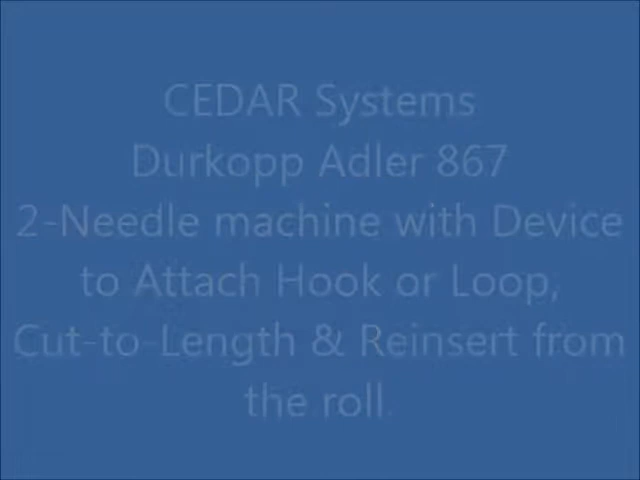 CEDAR Systems
Durkopp Adler 867
2-Needle machine with Device
to Attach Hook or Loop,
Cut-to-Length & Reinsert from
the roll.